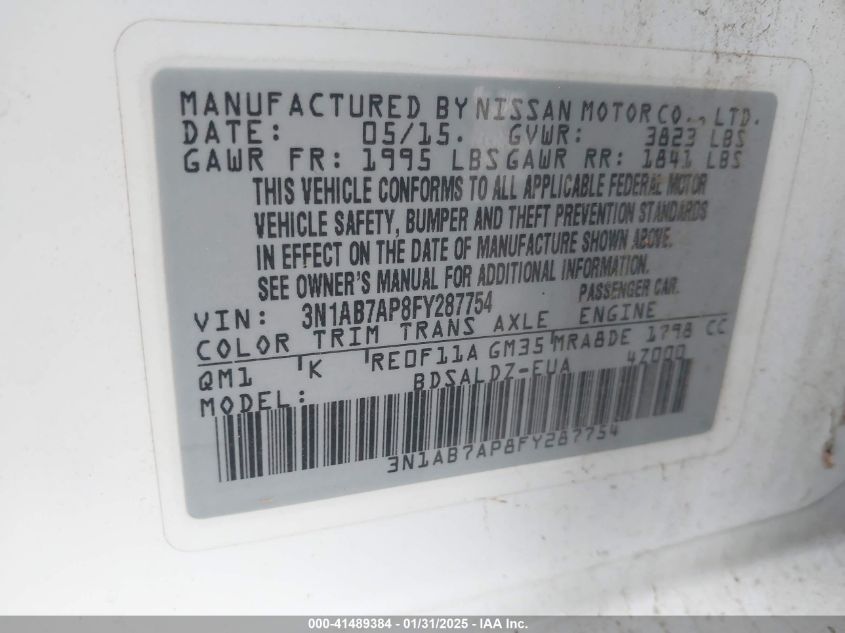 MANUFACTURED BY NISSAN MOTOR CO., LTD.
DATE: 05/15. GVWR: 3823 LBS
GAWR FR: 1995 LBS GAWR RR: 1841 LBS
THIS VEHICLE CONFORMS TO ALL APPLICABLE FEDERAL MOTOR
VEHICLE SAFETY, BUMPER AND THEFT PREVENTION STANDARDS
IN EFFECT ON THE DATE OF MANUFACTURE SHOWN ABOVE.
SEE OWNER'S MANUAL FOR ADDITIONAL INFORMATION.
PASSENGER CAR.
VIN: 3N1AB7AP8FY287754
COLOR TRIM TRANS AXLE ENGINE
QM1 K RE0F11A GM35 MRA8DE 1798 CC
MODEL: BDSALDZ-EUA 4Z000
3N1AB7AP8FY287754
000-41489384 - 01/31/2025 - IAA Inc.